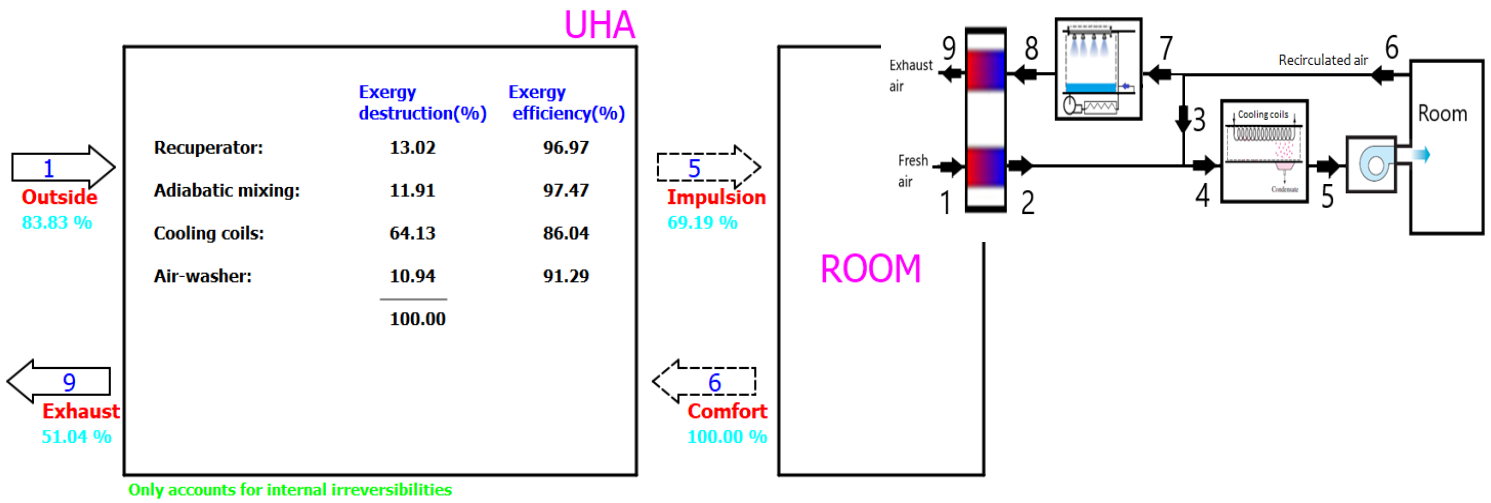 UHA
Exergy destruction(%)
Exergy efficiency(%)
Recuperator: 13.02 96.97
Adiabatic mixing: 11.91 97.47
Cooling coils: 64.13 86.04
Air-washer: 10.94 91.29
100.00
1
Outside
83.83 %
9
Exhaust
51.04 %
5
Impulsion
69.19 %
6
Comfort
100.00 %
ROOM
Only accounts for internal irreversibilities
9
8
7
6
Exhaust
air
Recirculated air
Room
3
Cooling coils
Condensate
Fresh
air
1
2
4
5